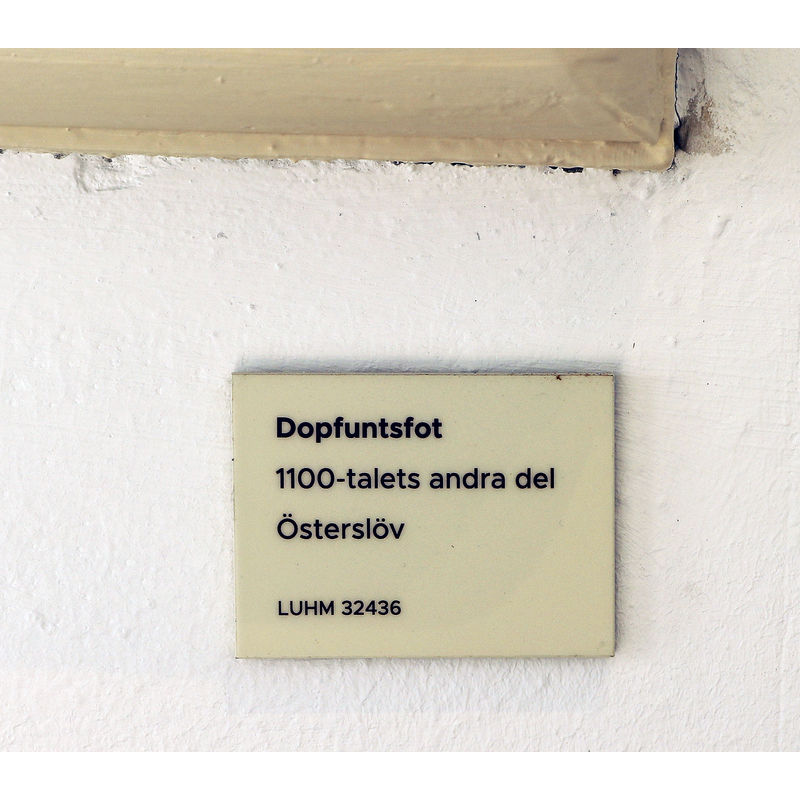 Dopfuntsfot
1100-talets andra del
Österslöv
LUHM 32436